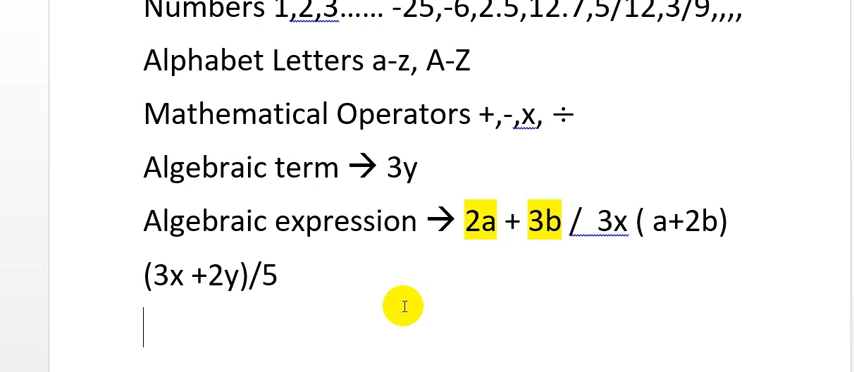 Numbers 1,2,3...... -25,-6,2.5,12.7,5/12,3/9,,,,
Alphabet Letters a-z, A-Z
Mathematical Operators +,-,x, ÷
Algebraic term → 3y
Algebraic expression → 2a + 3b /  3x ( a+2b)
(3x +2y)/5